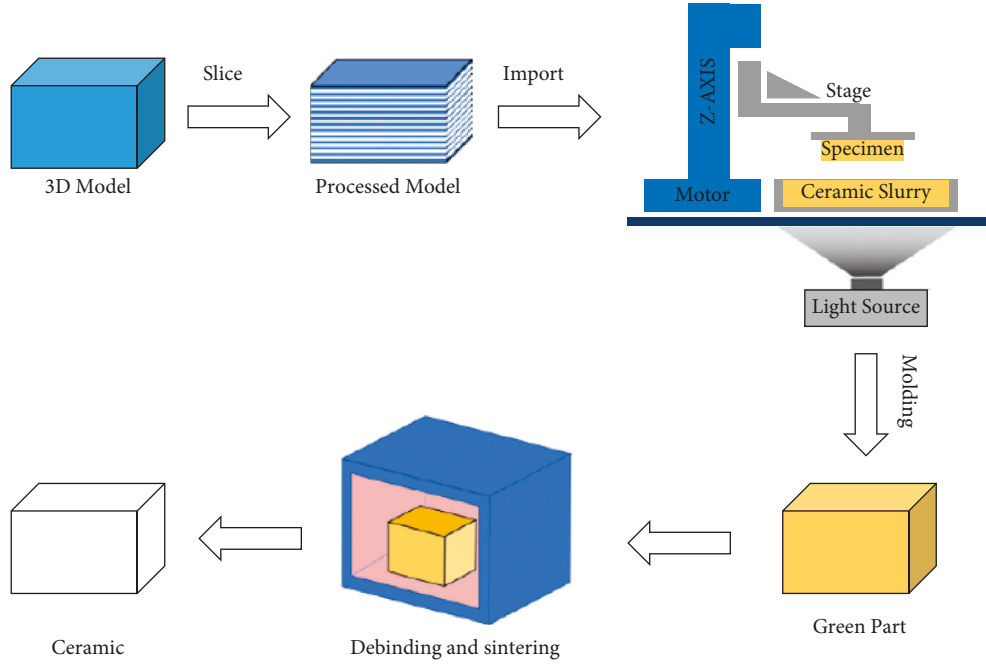 Slice
Import
3D Model
Processed Model
Z-AXIS
Stage
Specimen
Motor
Ceramic Slurry
Light Source
Molding
Green Part
Debinding and sintering
Ceramic